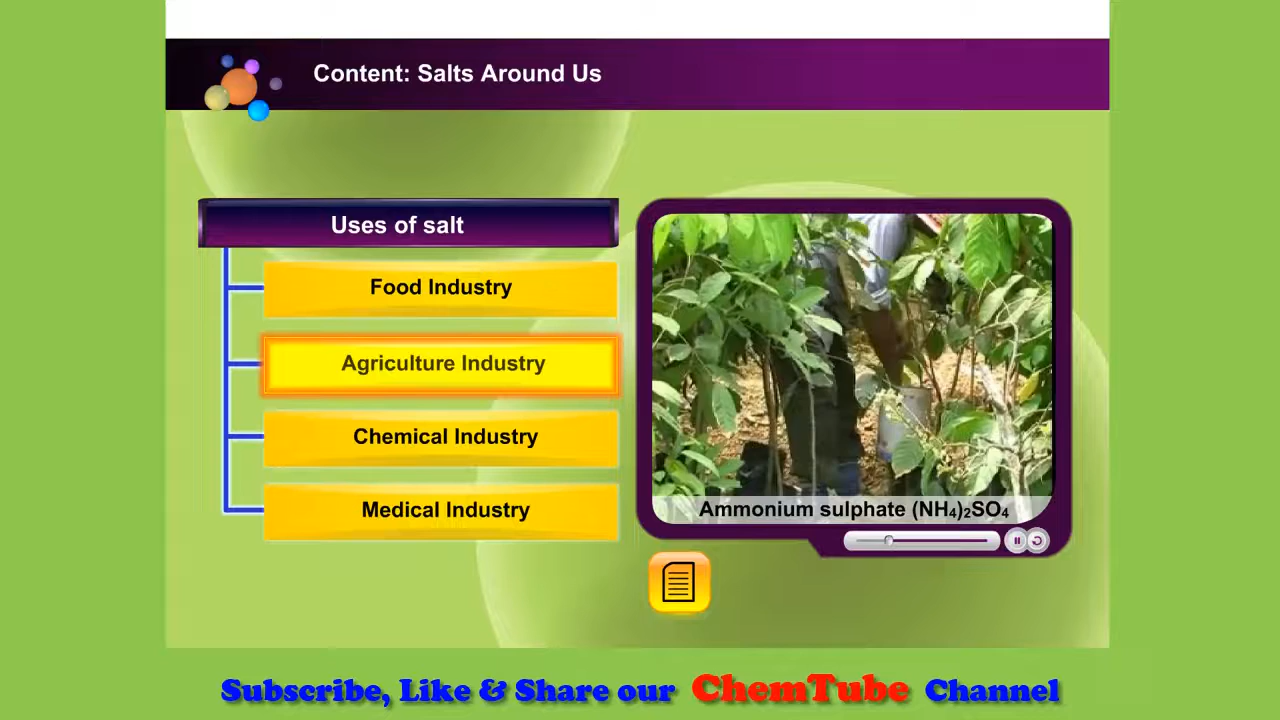 Content: Salts Around Us
Uses of salt
Food Industry
Agriculture Industry
Chemical Industry
Medical Industry
Ammonium sulphate (NH₄)₂SO₄
Subscribe, Like & Share our ChemTube Channel